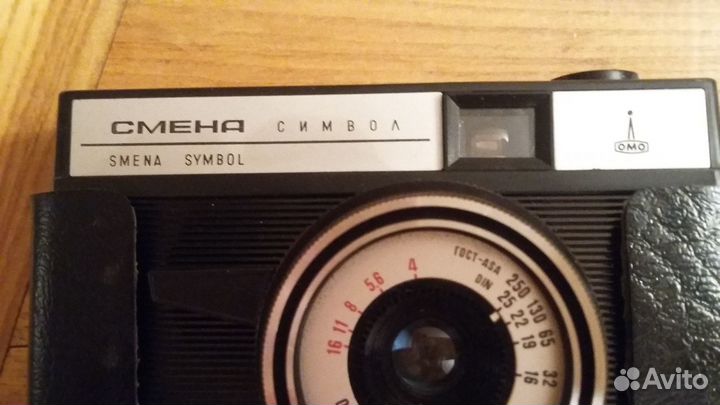 СМЕНА СИМВОЛ
SMENA SYMBOL
ОМО
ГОСТ-ASA 250 130 65 32
DIN 25 22 19 16
16 11 8 5,6 4
Avito